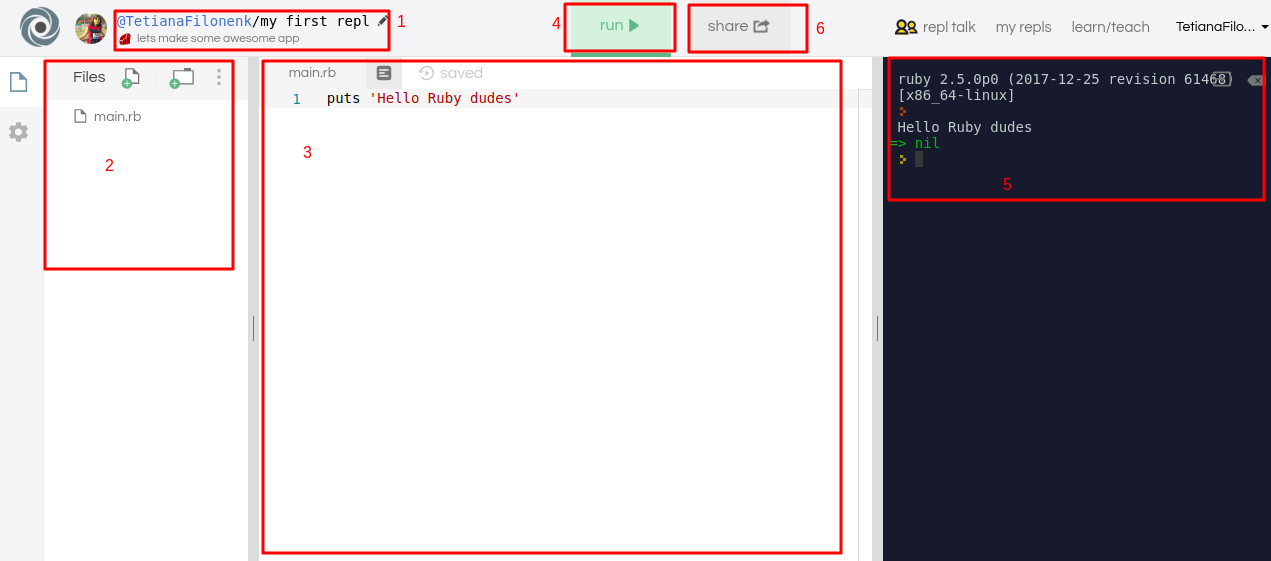 @TetianaFilonenk/my first repl 1
lets make some awesome app
4 run
share 6
repl talk my repls learn/teach TetianaFilo...
Files
main.rb
2
main.rb saved
1 puts 'Hello Ruby dudes'
3
ruby 2.5.0p0 (2017-12-25 revision 61468)
[x86_64-linux]
Hello Ruby dudes
=> nil
5